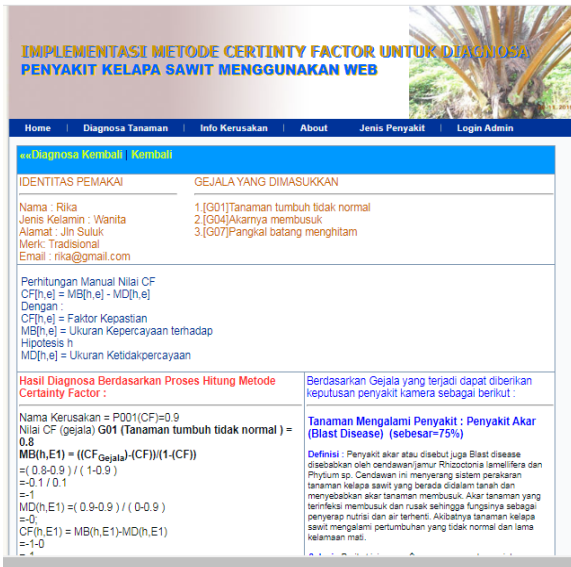 IMPLEMENTASI METODE CERTINTY FACTOR UNTUK DIAGNOSA
PENYAKIT KELAPA SAWIT MENGGUNAKAN WEB
Home | Diagnosa Tanaman | Info Kerusakan | About Jenis Penyakit | Login Admin
««Diagnosa Kembali | Kembali
IDENTITAS PEMAKAI
Nama : Rika
Jenis Kelamin : Wanita
Alamat : Jln Suluk
Merk: Tradisional
Email : rika@gmail.com
GEJALA YANG DIMASUKKAN
1.[G01]Tanaman tumbuh tidak normal
2.[G04]Akarnya membusuk
3.[G07]Pangkal batang menghitam
Perhitungan Manual Nilai CF
CF[h,e] = MB[h,e] - MD[h,e]
Dengan :
CF[h,e] = Faktor Kepastian
MB[h,e] = Ukuran Kepercayaan terhadap
Hipotesis h
MD[h,e] = Ukuran Ketidakpercayaan
Hasil Diagnosa Berdasarkan Proses Hitung Metode
Certainty Factor :
Nama Kerusakan = P001(CF)=0.9
Nilai CF (gejala) G01 (Tanaman tumbuh tidak normal ) =
0.8
MB(h,E1) = ((CFGejala)-(CF))/(1-(CF))
=( 0.8-0.9 ) / ( 1-0.9 )
=-0.1 / 0.1
=-1
MD(h,E1) =( 0.9-0.9 ) / ( 0-0.9 )
=-0;
CF(h,E1) = MB(h,E1)-MD(h,E1)
=-1-0
=-1
Berdasarkan Gejala yang terjadi dapat diberikan
keputusan penyakit kamera sebagai berikut :
Tanaman Mengalami Penyakit : Penyakit Akar
(Blast Disease) (sebesar=75%)
Definisi : Penyakit akar atau disebut juga Blast disease
disebabkan oleh cendawan/jamur Rhizoctonia lamellifera dan
Phytium sp. Cendawan ini menyerang sistem perakaran
tanaman kelapa sawit yang berada didalam tanah dan
menyebabkan akar tanaman membusuk. Akar tanaman yang
terinfeksi membusuk dan rusak sehingga fungsinya sebagai
penyerap nutrisi dan air terhenti. Akibatnya tanaman kelapa
sawit mengalami pertumbuhan yang tidak normal dan lama
kelamaan mati.